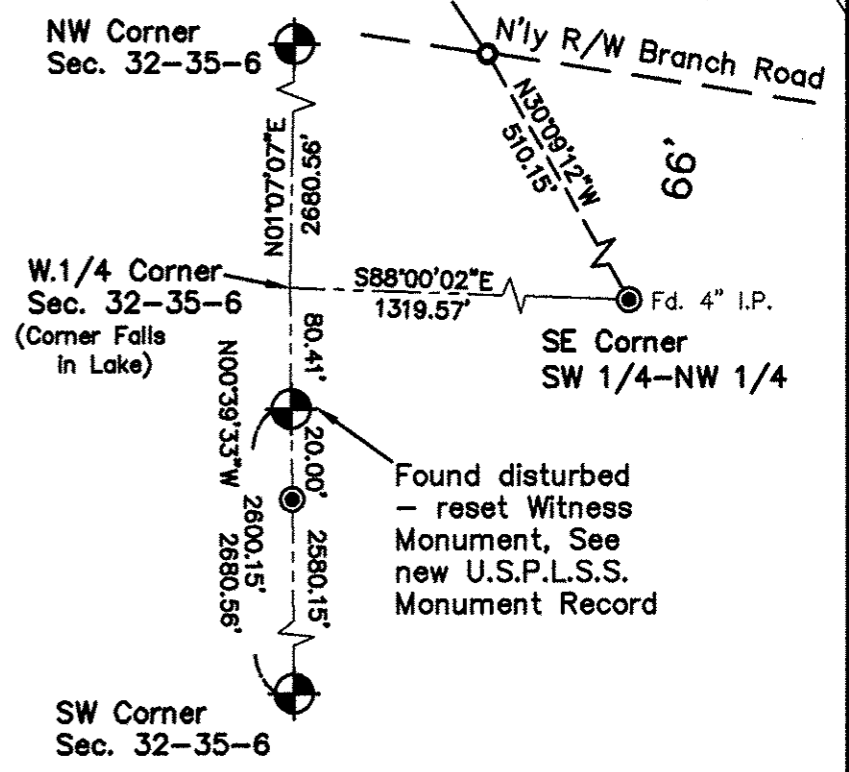 NW Corner
Sec. 32-35-6
N'ly R/W Branch Road
N30°09'12"W
510.15'
66'
N01°07'07"E
2680.56'
W.1/4 Corner
Sec. 32-35-6
(Corner Falls
in Lake)
S88°00'02"E
1319.57'
Fd. 4" I.P.
SE Corner
SW 1/4-NW 1/4
80.41'
N00°39'33"W
20.00'
2600.15'
2680.56'
2580.15'
Found disturbed
- reset Witness
Monument, See
new U.S.P.L.S.S.
Monument Record
SW Corner
Sec. 32-35-6